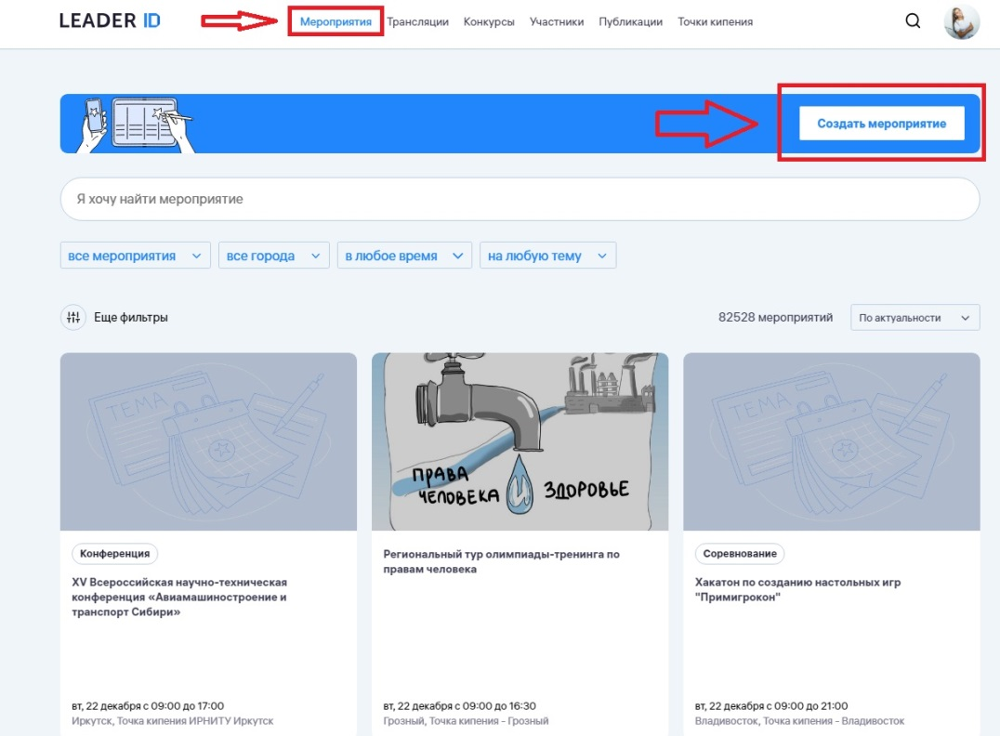 LEADER ID
Мероприятия Трансляции Конкурсы Участники Публикации Точки кипения
Создать мероприятие
Я хочу найти мероприятие
все мероприятия все города в любое время на любую тему
Еще фильтры
82528 мероприятий По актуальности
ТЕМА
ПРАВА
ЧЕЛОВЕКА И ЗДОРОВЬЕ
ТЕМА
Конференция
XV Всероссийская научно-техническая
конференция «Авиамашиностроение и
транспорт Сибири»
вт, 22 декабря с 09:00 до 17:00
Иркутск, Точка кипения ИРНИТУ Иркутск
Региональный тур олимпиады-тренинга по
правам человека
вт, 22 декабря с 09:00 до 16:30
Грозный, Точка кипения - Грозный
Соревнование
Хакатон по созданию настольных игр
"Примигрокон"
вт, 22 декабря с 09:00 до 21:00
Владивосток, Точка кипения - Владивосток